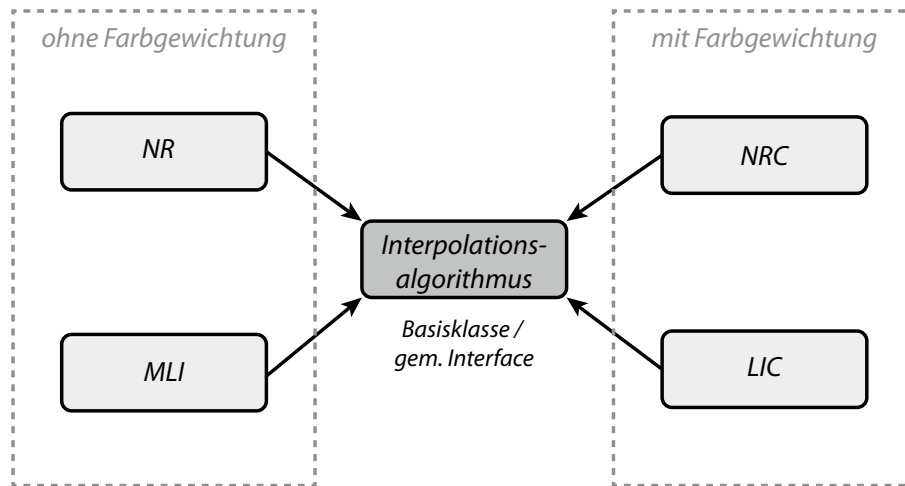 ohne Farbgewichtung
mit Farbgewichtung
NR
NRC
Interpolations-
algorithmus
Basisklasse /
gem. Interface
MLI
LIC